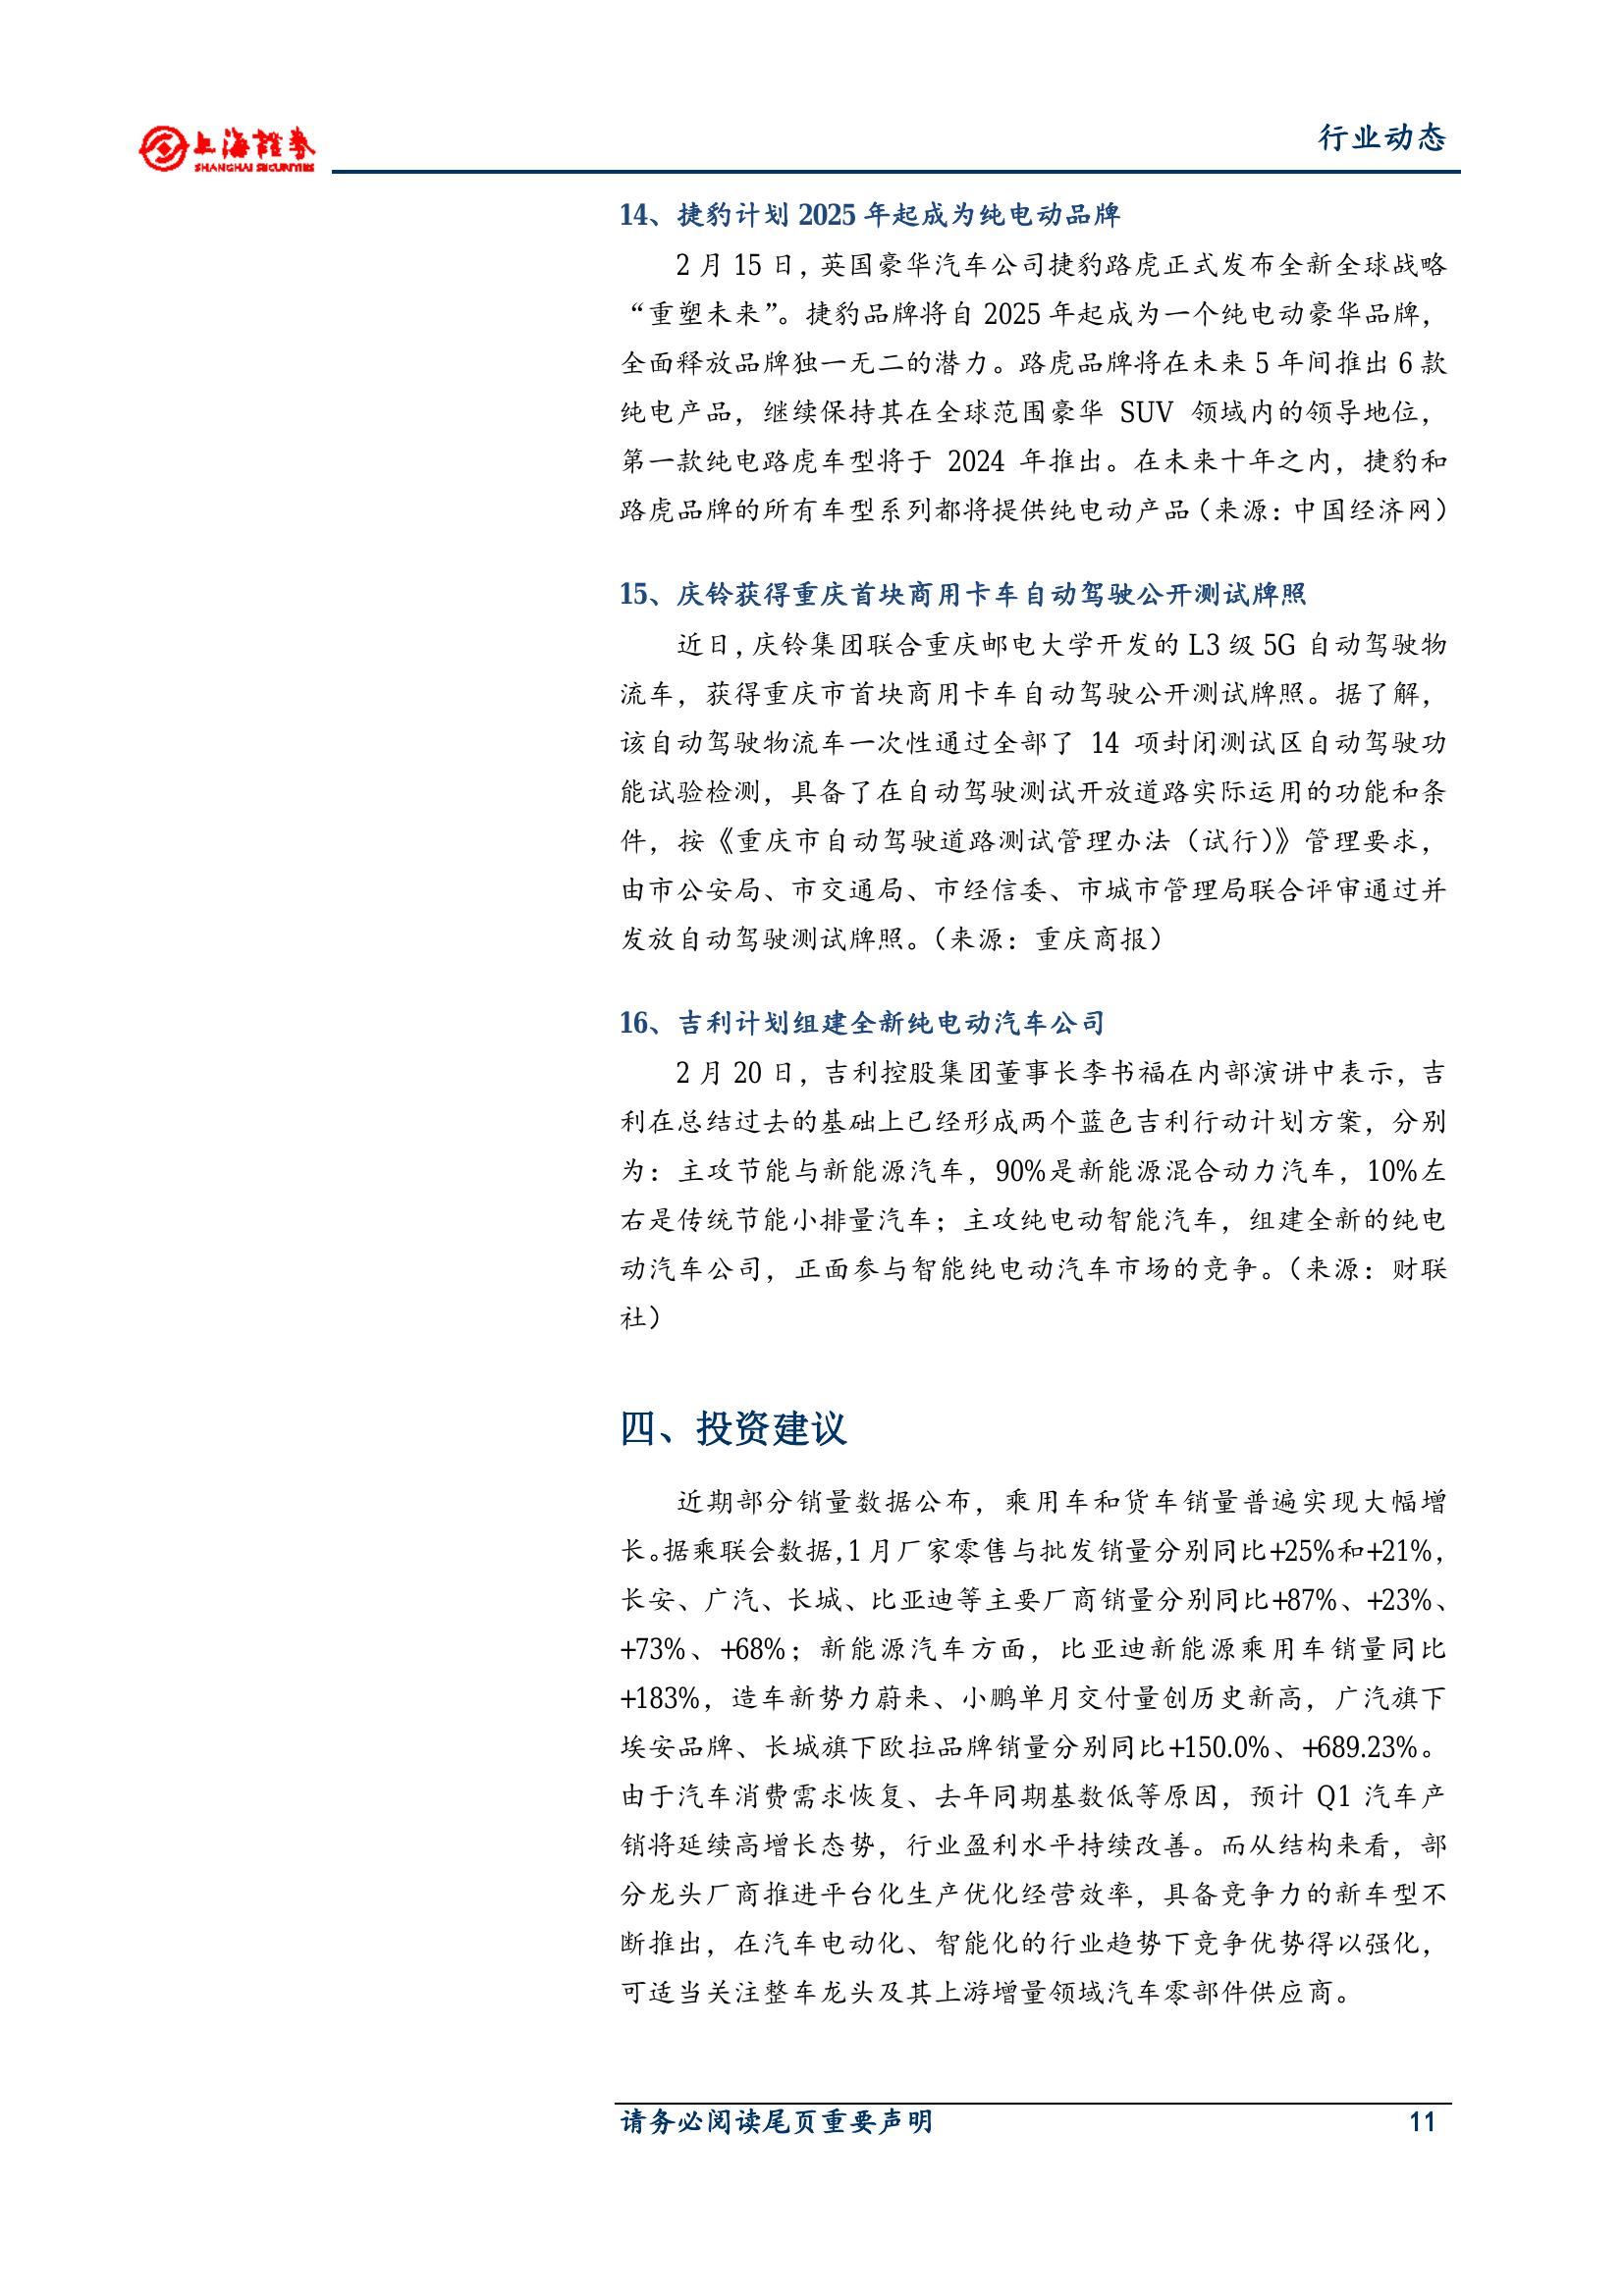 上海證券
SHANGHAI SECURITIES
行业动态
14、捷豹计划 2025 年起成为纯电动品牌
2 月 15 日，英国豪华汽车公司捷豹路虎正式发布全新全球战略
“重塑未来”。捷豹品牌将自 2025 年起成为一个纯电动豪华品牌，
全面释放品牌独一无二的潜力。路虎品牌将在未来 5 年间推出 6 款
纯电产品，继续保持其在全球范围豪华 SUV 领域内的领导地位，
第一款纯电路虎车型将于 2024 年推出。在未来十年之内，捷豹和
路虎品牌的所有车型系列都将提供纯电动产品（来源：中国经济网）
15、庆铃获得重庆首块商用卡车自动驾驶公开测试牌照
近日，庆铃集团联合重庆邮电大学开发的 L3 级 5G 自动驾驶物
流车，获得重庆市首块商用卡车自动驾驶公开测试牌照。据了解，
该自动驾驶物流车一次性通过全部了 14 项封闭测试区自动驾驶功
能试验检测，具备了在自动驾驶测试开放道路实际运用的功能和条
件，按《重庆市自动驾驶道路测试管理办法（试行）》管理要求，
由市公安局、市交通局、市经信委、市城市管理局联合评审通过并
发放自动驾驶测试牌照。（来源：重庆商报）
16、吉利计划组建全新纯电动汽车公司
2 月 20 日，吉利控股集团董事长李书福在内部演讲中表示，吉
利在总结过去的基础上已经形成两个蓝色吉利行动计划方案，分别
为：主攻节能与新能源汽车，90%是新能源混合动力汽车，10%左
右是传统节能小排量汽车；主攻纯电动智能汽车，组建全新的纯电
动汽车公司，正面参与智能纯电动汽车市场的竞争。（来源：财联
社）
四、投资建议
近期部分销量数据公布，乘用车和货车销量普遍实现大幅增
长。据乘联会数据，1 月厂家零售与批发销量分别同比+25%和+21%，
长安、广汽、长城、比亚迪等主要厂商销量分别同比+87%、+23%、
+73%、+68%；新能源汽车方面，比亚迪新能源乘用车销量同比
+183%，造车新势力蔚来、小鹏单月交付量创历史新高，广汽旗下
埃安品牌、长城旗下欧拉品牌销量分别同比+150.0%、+689.23%。
由于汽车消费需求恢复、去年同期基数低等原因，预计 Q1 汽车产
销将延续高增长态势，行业盈利水平持续改善。而从结构来看，部
分龙头厂商推进平台化生产优化经营效率，具备竞争力的新车型不
断推出，在汽车电动化、智能化的行业趋势下竞争优势得以强化，
可适当关注整车龙头及其上游增量领域汽车零部件供应商。
请务必阅读尾页重要声明
11